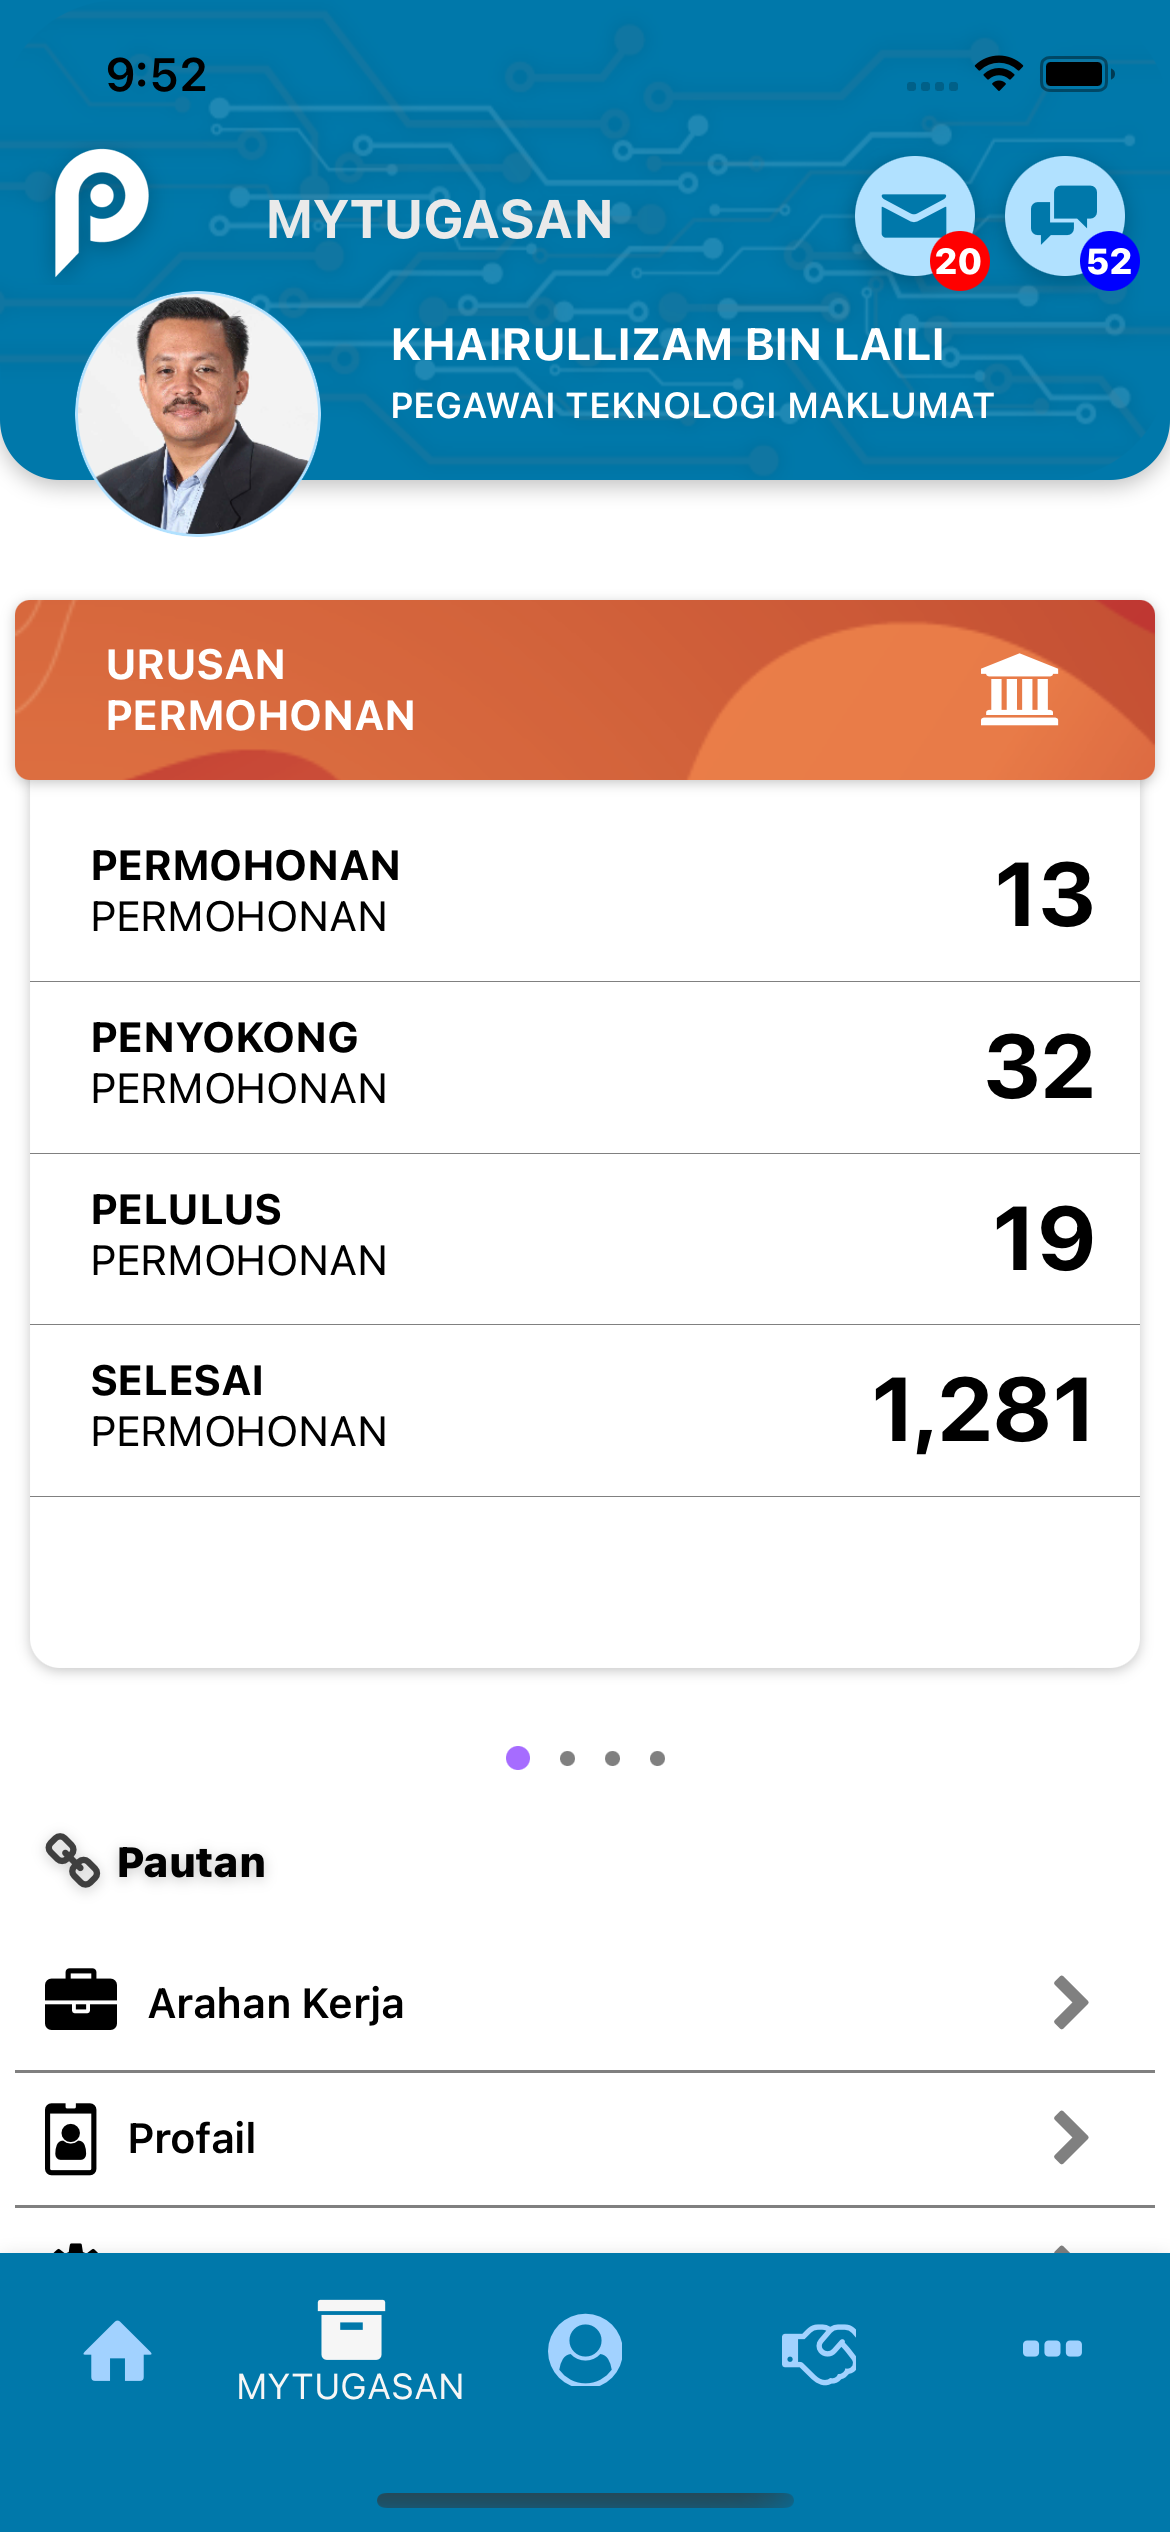 9:52
MYTUGASAN
20
52
KHAIRULLIZAM BIN LAILI
PEGAWAI TEKNOLOGI MAKLUMAT
URUSAN
PERMOHONAN
PERMOHONAN
PERMOHONAN
13
PENYOKONG
PERMOHONAN
32
PELULUS
PERMOHONAN
19
SELESAI
PERMOHONAN
1,281
Pautan
Arahan Kerja
Profail
MYTUGASAN